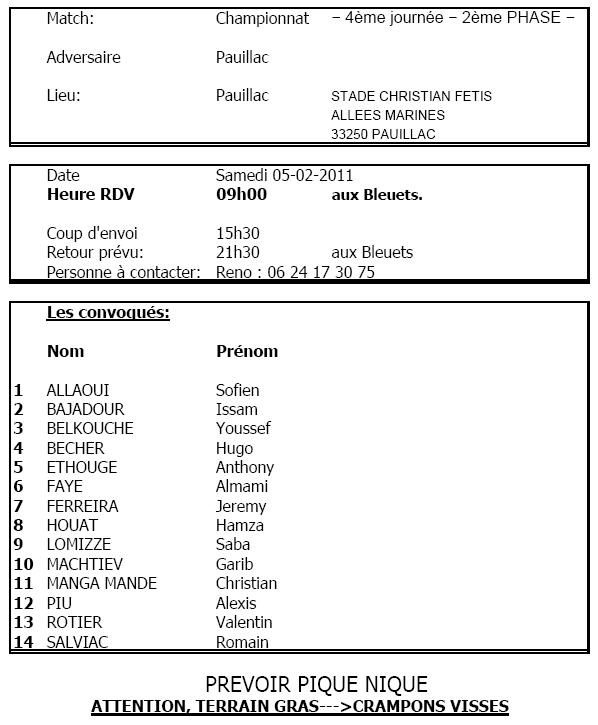 Match: Championnat – 4ème journée – 2ème PHASE –
Adversaire Pauillac
Lieu: Pauillac STADE CHRISTIAN FETIS
ALLEES MARINES
33250 PAUILLAC
Date Samedi 05-02-2011
Heure RDV 09h00 aux Bleuets.
Coup d'envoi 15h30
Retour prévu: 21h30 aux Bleuets
Personne à contacter: Reno : 06 24 17 30 75
Les convoqués:
Nom Prénom
1 ALLAOUI Sofien
2 BAJADOUR Issam
3 BELKOUCHE Youssef
4 BECHER Hugo
5 ETHOUGE Anthony
6 FAYE Almami
7 FERREIRA Jeremy
8 HOUAT Hamza
9 LOMIZZE Saba
10 MACHTIEV Garib
11 MANGA MANDE Christian
12 PIU Alexis
13 ROTIER Valentin
14 SALVIAC Romain
PREVOIR PIQUE NIQUE
ATTENTION, TERRAIN GRAS--->CRAMPONS VISSES